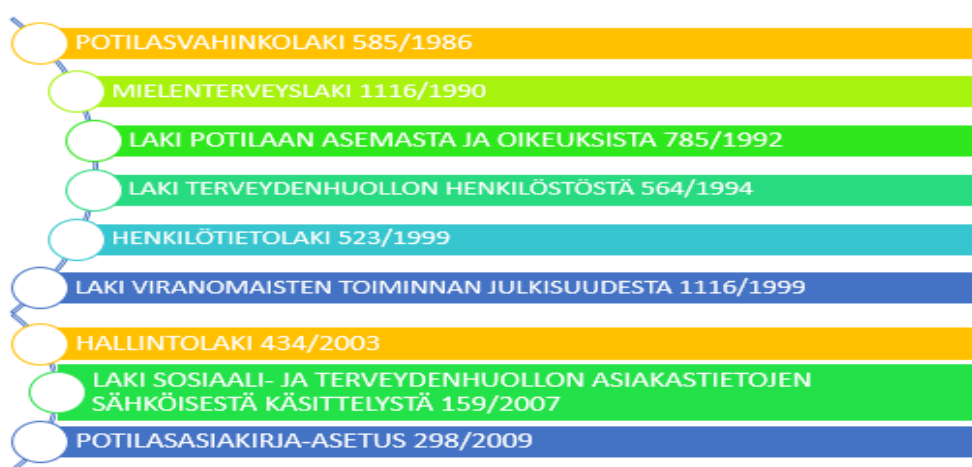 POTILASVAHINKOLAKI 585/1986
MIELENTERVEYSLAKI 1116/1990
LAKI POTILAAN ASEMASTA JA OIKEUKSISTA 785/1992
LAKI TERVEYDENHUOLLON HENKILÖSTÖSTÄ 564/1994
HENKILÖTIETOLAKI 523/1999
LAKI VIRANOMAISTEN TOIMINNAN JULKISUUDESTA 1116/1999
HALLINTOLAKI 434/2003
LAKI SOSIAALI- JA TERVEYDENHUOLLON ASIAKASTIETOJEN
SÄHKÖISESTÄ KÄSITTELYSTÄ 159/2007
POTILASASIAKIRJA-ASETUS 298/2009